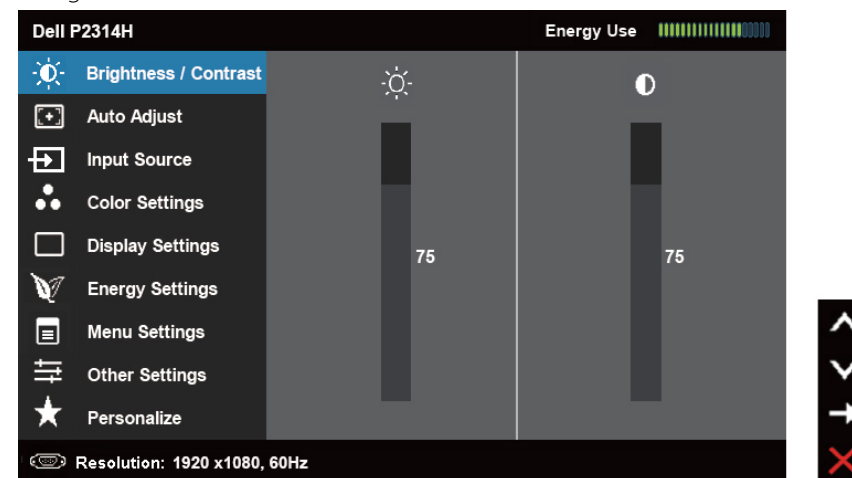 Dell P2314H
Energy Use
Brightness / Contrast
Auto Adjust
Input Source
Color Settings
Display Settings
75
75
Energy Settings
Menu Settings
Other Settings
Personalize
Resolution: 1920 x1080, 60Hz